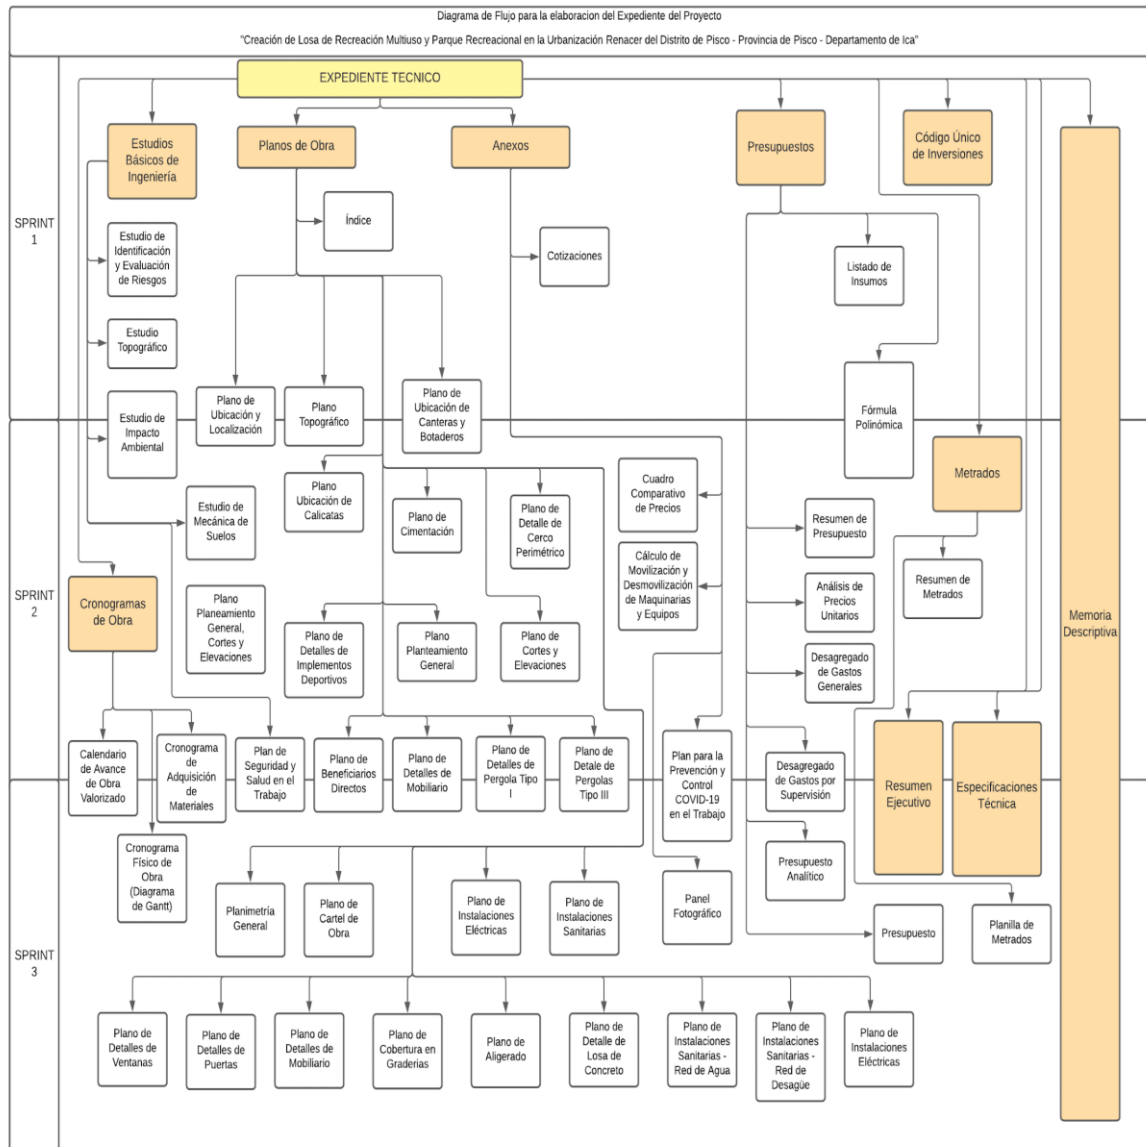 Diagrama de Flujo para la elaboracion del Expediente del Proyecto
"Creación de Losa de Recreación Multiuso y Parque Recreacional en la Urbanización Renacer del Distrito de Pisco - Provincia de Pisco - Departamento de Ica"
EXPEDIENTE TECNICO
Estudios
Básicos de
Ingeniería
Planos de Obra
Anexos
Presupuestos
Código Único
de Inversiones
SPRINT
1
Índice
Estudio de
Identificación
y Evaluación
de Riesgos
Cotizaciones
Listado de
Insumos
Estudio
Topográfico
Estudio de
Impacto
Ambiental
Plano de
Ubicación y
Localización
Plano
Topográfico
Plano de
Ubicación de
Canteras y
Botaderos
Fórmula
Polinómica
Metrados
Estudio de
Mecánica de
Suelos
Plano
Ubicación de
Calicatas
Plano de
Cimentación
Plano de
Detalle de
Cerco
Perimétrico
Cuadro
Comparativo
de Precios
Resumen de
Presupuesto
Resumen de
Metrados
SPRINT
2
Cronogramas
de Obra
Plano
Planeamiento
General,
Cortes y
Elevaciones
Plano de
Detalles de
Implementos
Deportivos
Plano
Planteamiento
General
Plano de
Cortes y
Elevaciones
Cálculo de
Movilización y
Desmovilización
de Maquinarias
y Equipos
Análisis de
Precios
Unitarios
Desagregado
de Gastos
Generales
Memoria
Descriptiva
Calendario
de Avance
de Obra
Valorizado
Cronograma
de
Adquisición
de
Materiales
Plan de
Seguridad y
Salud en el
Trabajo
Plano de
Beneficiarios
Directos
Plano de
Detalles de
Mobiliario
Plano de
Detalles de
Pergola Tipo
I
Plano de
Detale de
Pergolas
Tipo III
Plan para la
Prevención y
Control
COVID-19
en el Trabajo
Desagregado
de Gastos por
Supervisión
Resumen
Ejecutivo
Especificaciones
Técnica
Cronograma
Físico de
Obra
(Diagrama
de Gantt)
Planimetría
General
Plano de
Cartel de
Obra
Plano de
Instalaciones
Eléctricas
Plano de
Instalaciones
Sanitarias
Panel
Fotográfico
Presupuesto
Analítico
Presupuesto
Planilla de
Metrados
SPRINT
3
Plano de
Detalles de
Ventanas
Plano de
Detalles de
Puertas
Plano de
Detalles de
Mobiliario
Plano de
Cobertura en
Graderias
Plano de
Aligerado
Plano de
Detalle de
Losa de
Concreto
Plano de
Instalaciones
Sanitarias -
Red de Agua
Plano de
Instalaciones
Sanitarias -
Red de
Desagüe
Plano de
Instalaciones
Eléctricas